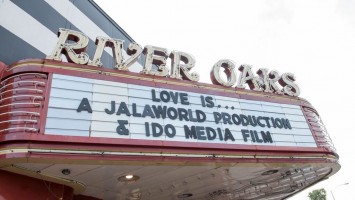 RIVER OAKS
LOVE IS...
A JALAWORLD PRODUCTION
& IDO MEDIA FILM